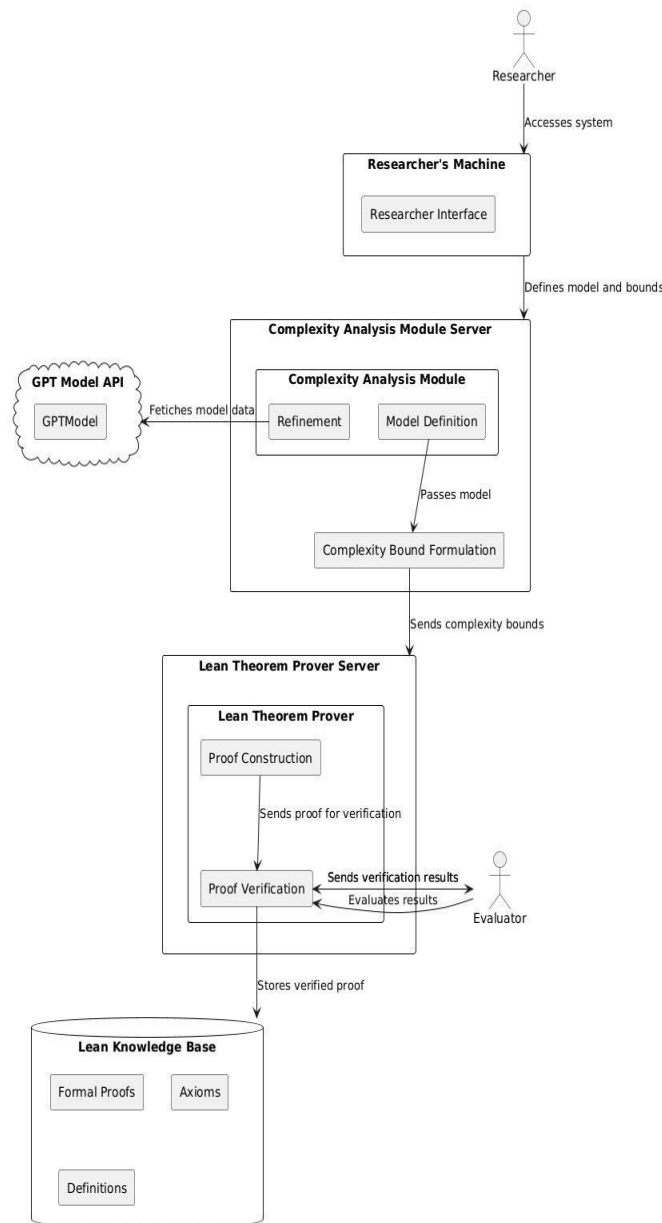 Researcher
Accesses system
Researcher's Machine
Researcher Interface
Defines model and bounds
Complexity Analysis Module Server
GPT Model API
Complexity Analysis Module
GPTModel
Fetiches model data
Refinement
Model Definition
Passes model
Complexity Bound Formulation
Sends complexity bounds
Lean Theorem Prover Server
Lean Theorem Prover
Proof Construction
Sends proof for verification
Proof Verification
Sends verification results
Evaluates results
Evaluator
Stores verified proof
Lean Knowledge Base
Formal Proofs
Axioms
Definitions